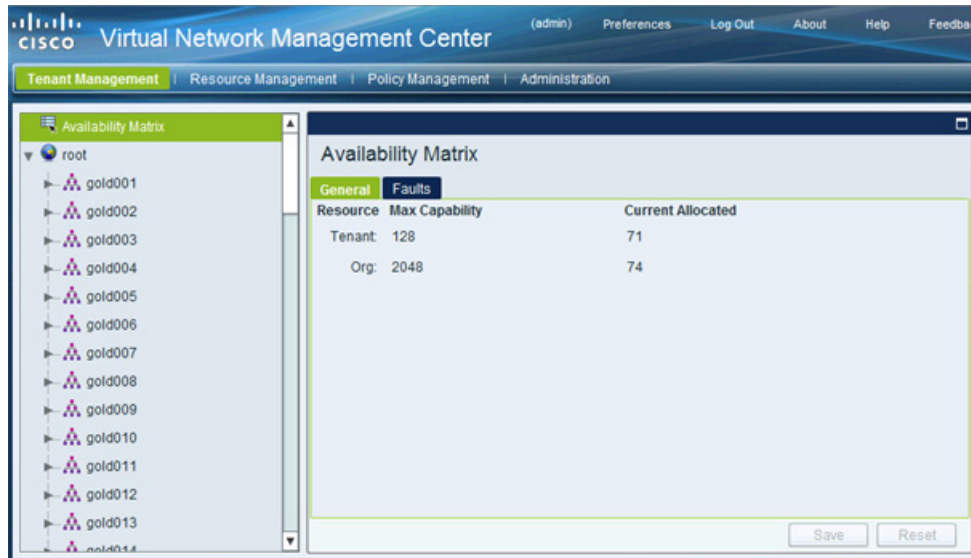 CISCO Virtual Network Management Center (admin) Preferences Log Out About Help Feedba
Tenant Management | Resource Management | Policy Management | Administration
Availability Matrix
root
gold001
gold002
gold003
gold004
gold005
gold006
gold007
gold008
gold009
gold010
gold011
gold012
gold013
gold014
Availability Matrix
General Faults
Resource Max Capability Current Allocated
Tenant: 128 71
Org: 2048 74
Save Reset